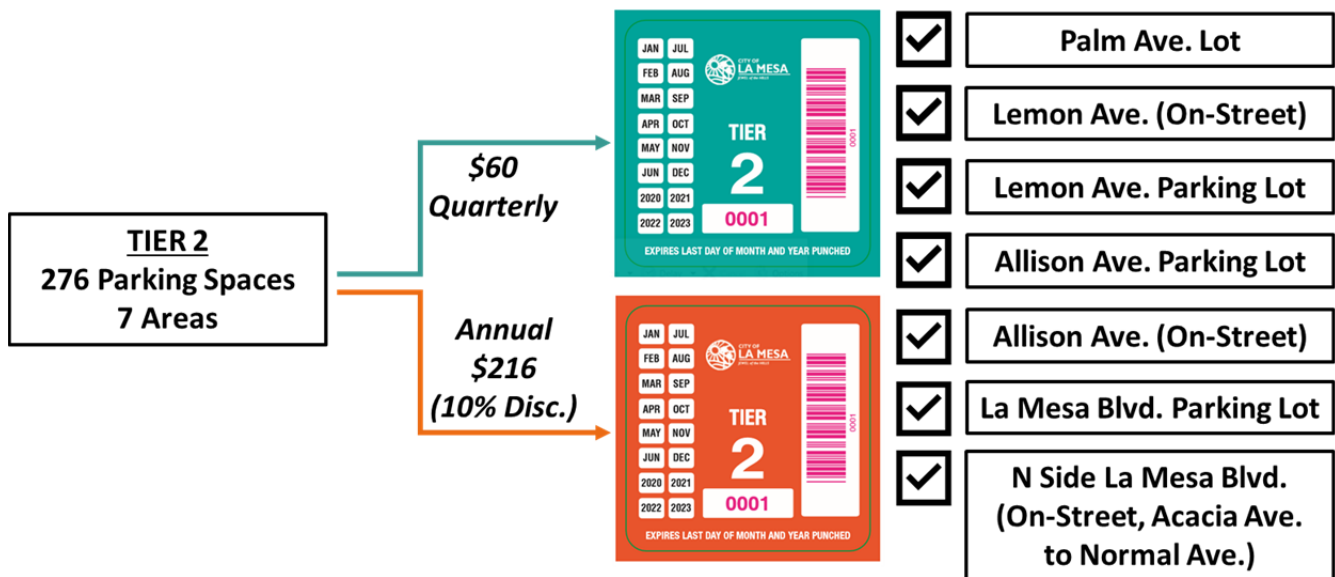 TIER 2
276 Parking Spaces
7 Areas
$60
Quarterly
Annual
$216
(10% Disc.)
JAN JUL
FEB AUG
MAR SEP
APR OCT
MAY NOV
JUN DEC
2020 2021
2022 2023
CITY OF
LA MESA
TIER
2
0001
0001
EXPIRES LAST DAY OF MONTH AND YEAR PUNCHED
JAN JUL
FEB AUG
MAR SEP
APR OCT
MAY NOV
JUN DEC
2020 2021
2022 2023
CITY OF
LA MESA
TIER
2
0001
0001
EXPIRES LAST DAY OF MONTH AND YEAR PUNCHED
Palm Ave. Lot
Lemon Ave. (On-Street)
Lemon Ave. Parking Lot
Allison Ave. Parking Lot
Allison Ave. (On-Street)
La Mesa Blvd. Parking Lot
N Side La Mesa Blvd.
(On-Street, Acacia Ave.
to Normal Ave.)